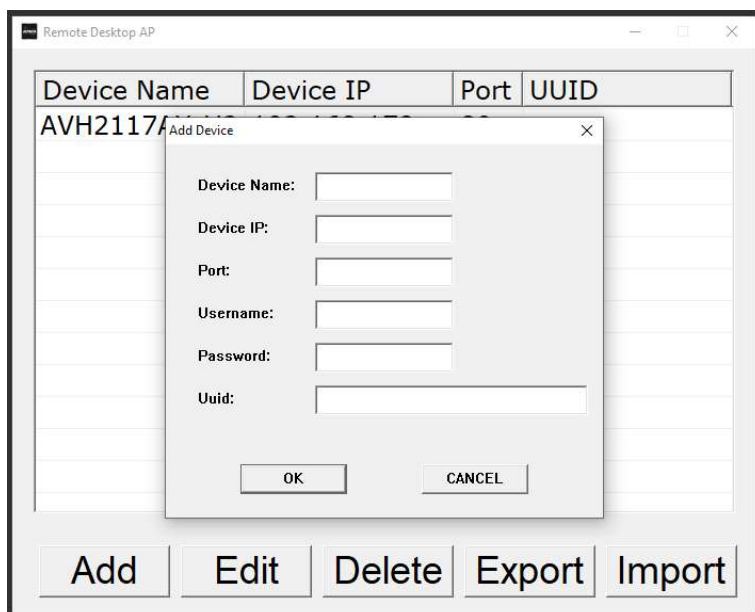 Remote Desktop AP
Device Name Device IP Port UUID
AVH2117
Add Device
Device Name:
Device IP:
Port:
Username:
Password:
Uuid:
OK CANCEL
Add Edit Delete Export Import